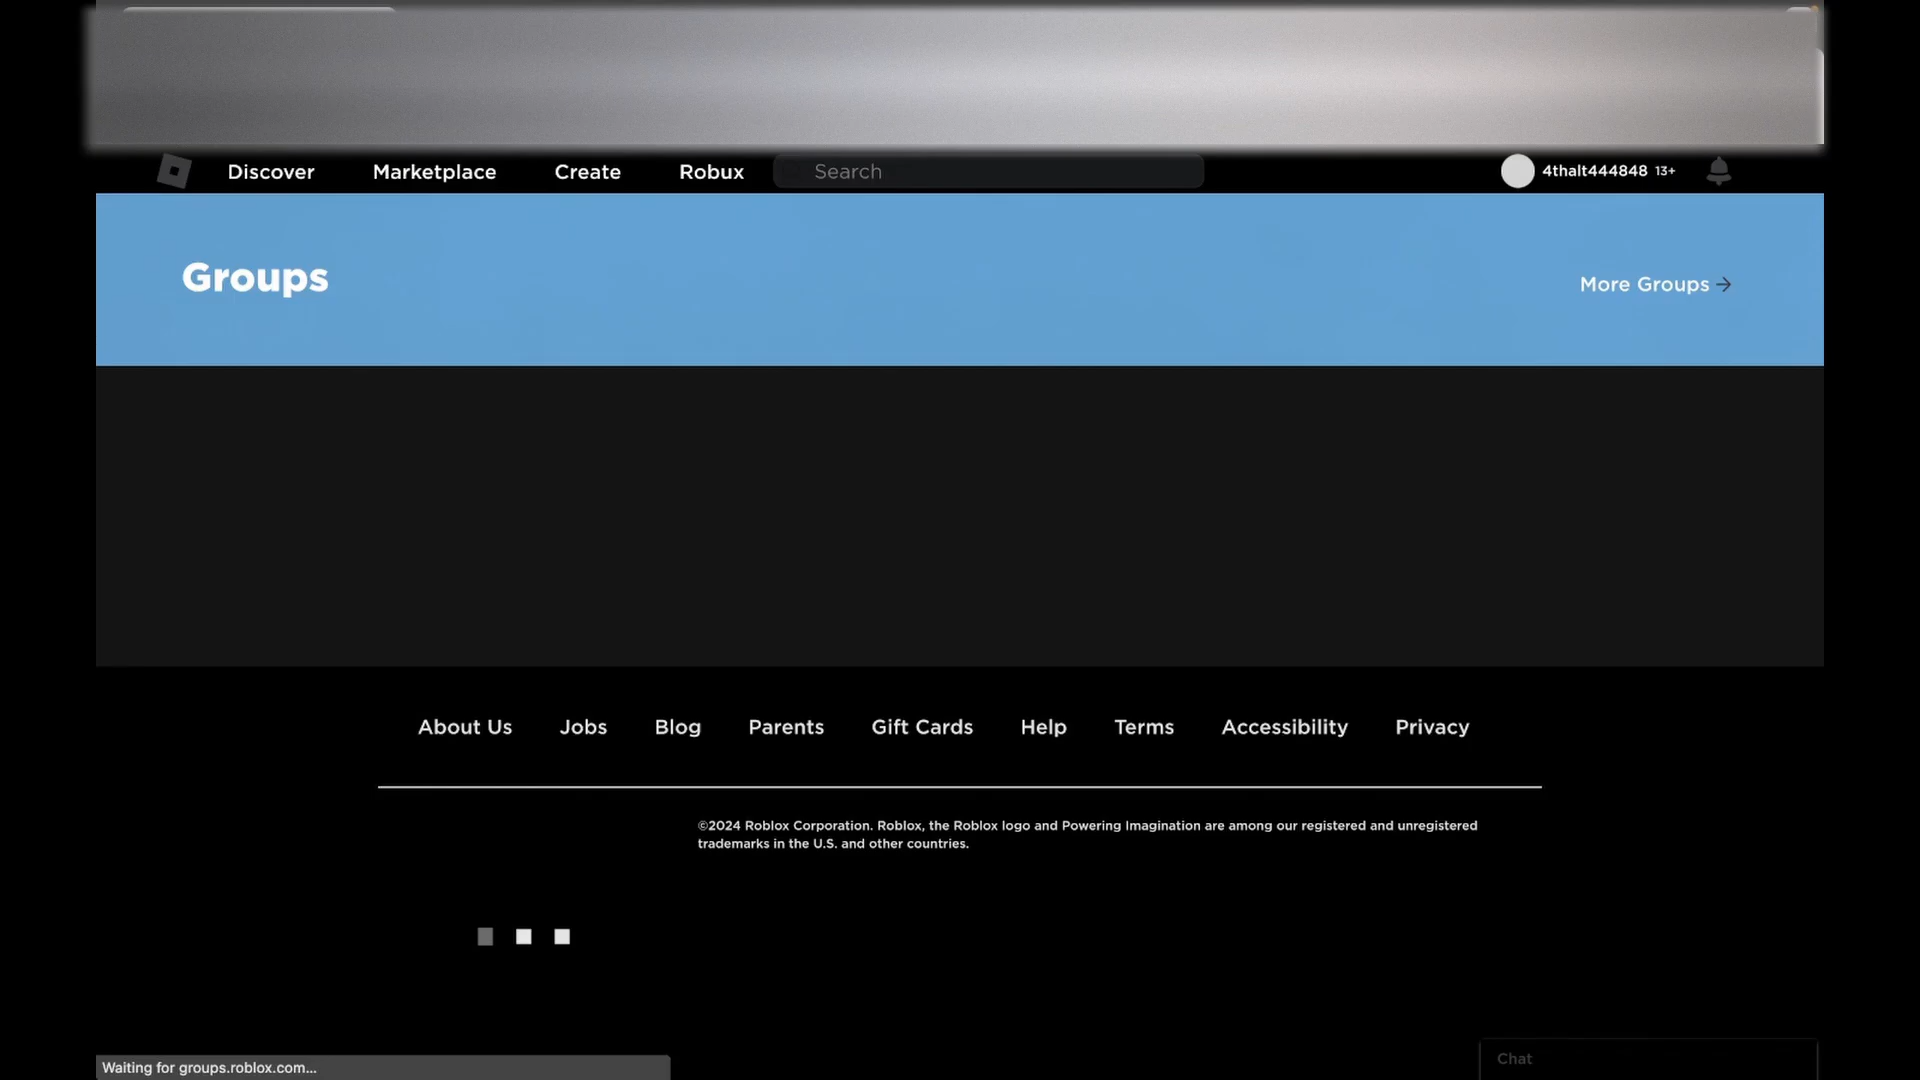 Discover Marketplace Create Robux Search 4thalt444848 13+
Groups
More Groups →
About Us Jobs Blog Parents Gift Cards Help Terms Accessibility Privacy
©2024 Roblox Corporation. Roblox, the Roblox logo and Powering Imagination are among our registered and unregistered
trademarks in the U.S. and other countries.
Waiting for groups.roblox.com...
Chat